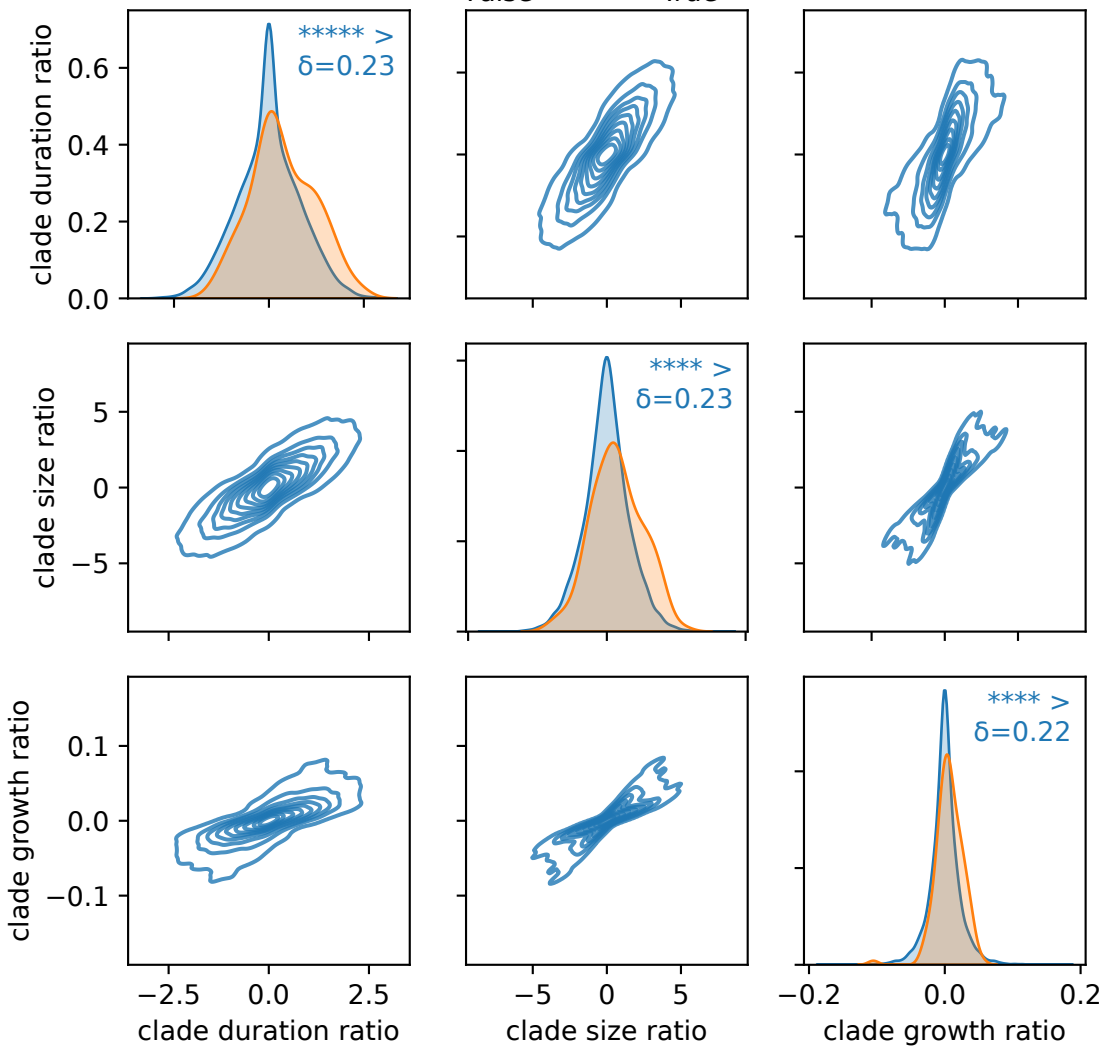 clade duration ratio
0.6
0.4
0.2
0.0
***** >
δ=0.23
clade size ratio
5
0
−5
**** >
δ=0.23
clade growth ratio
0.1
0.0
−0.1
**** >
δ=0.22
−2.5 0.0 2.5
clade duration ratio
−5 0 5
clade size ratio
−0.2 0.0 0.2
clade growth ratio